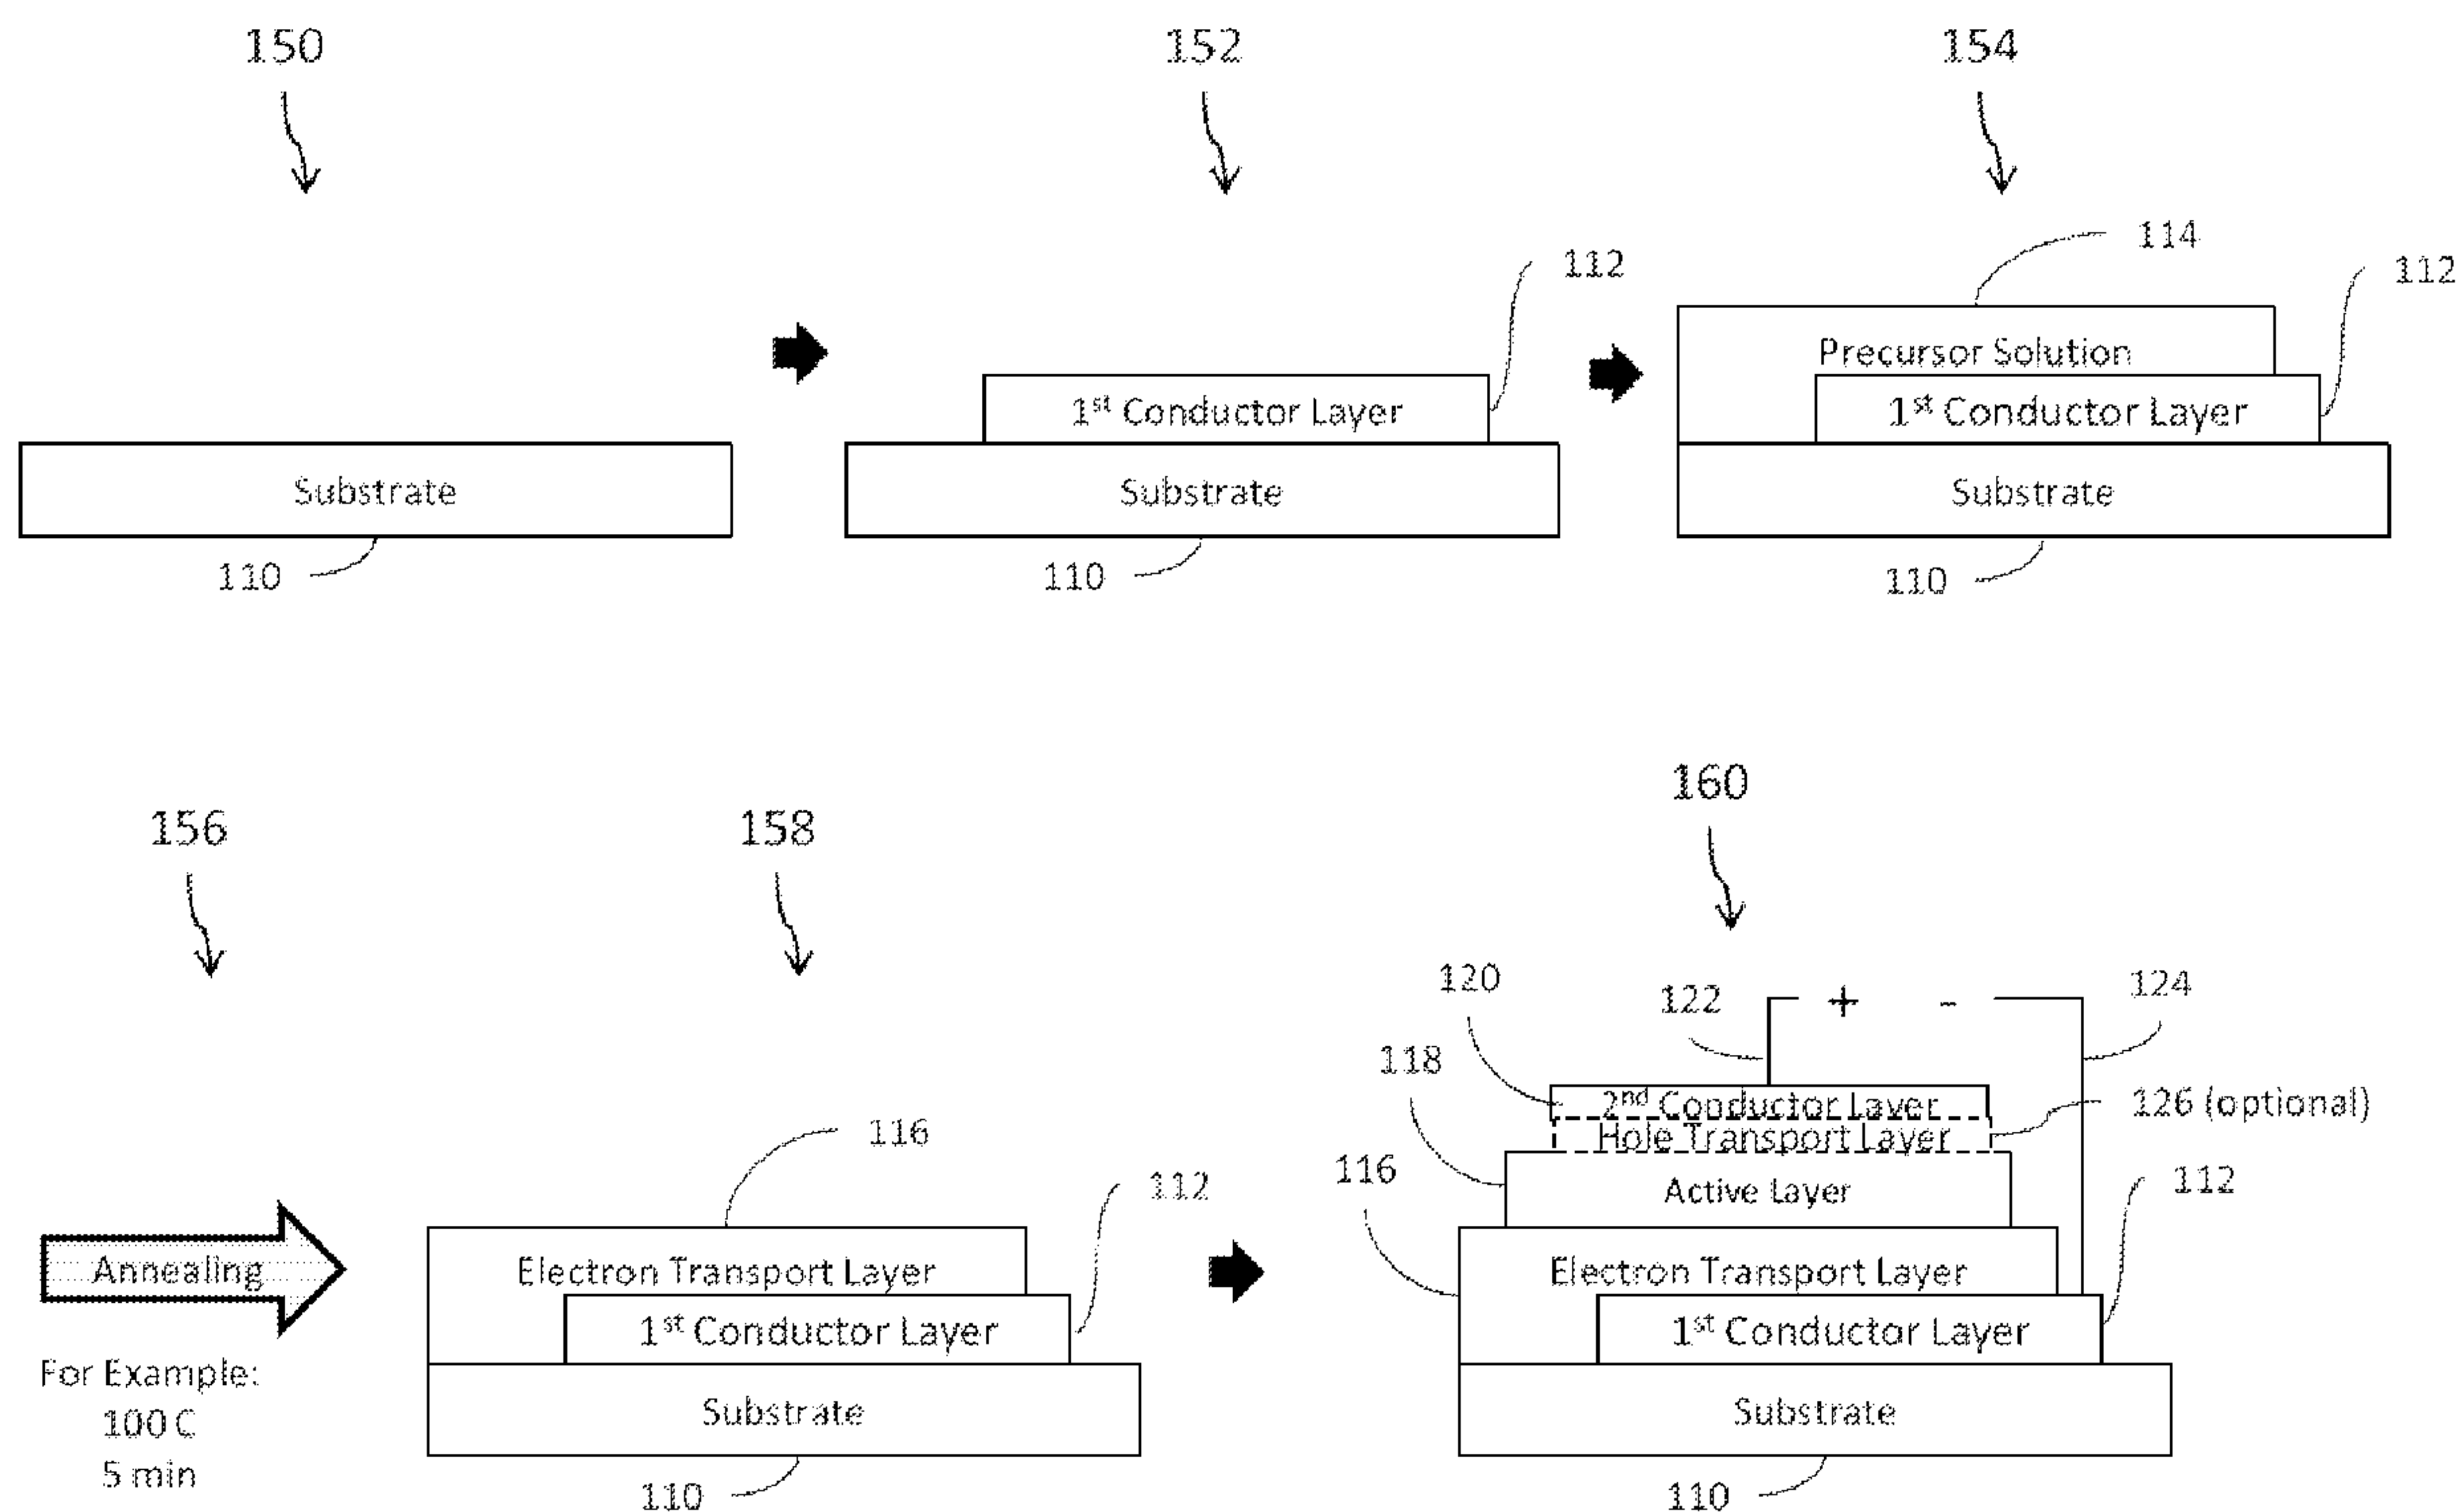 150
152
154
114
112
112
Precursor Solution
1st Conductor Layer
1st Conductor Layer
Substrate
Substrate
Substrate
110
110
110
156
158
160
120
122
+
-
124
118
2nd Conductor Layer
126 (optional)
Hole Transport Layer
116
112
116
112
Active Layer
Annealing
Electron Transport Layer
Electron Transport Layer
1st Conductor Layer
1st Conductor Layer
For Example:
100 C
5 min
Substrate
Substrate
110
110